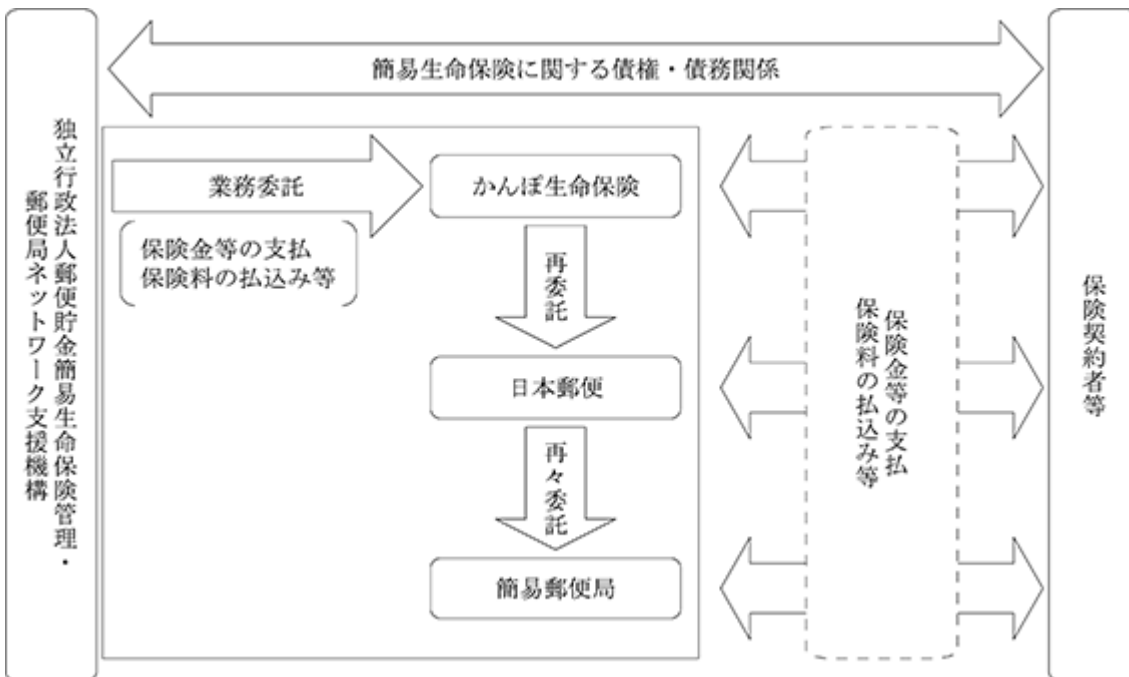 簡易生命保険に関する債権・債務関係
独立行政法人郵便貯金簡易生命保険管理・
郵便局ネットワーク支援機構
業務委託
保険金等の支払
保険料の払込み等
かんぽ生命保険
再委託
日本郵便
再々委託
簡易郵便局
保険金等の支払
保険料の払込み等
保険契約者等